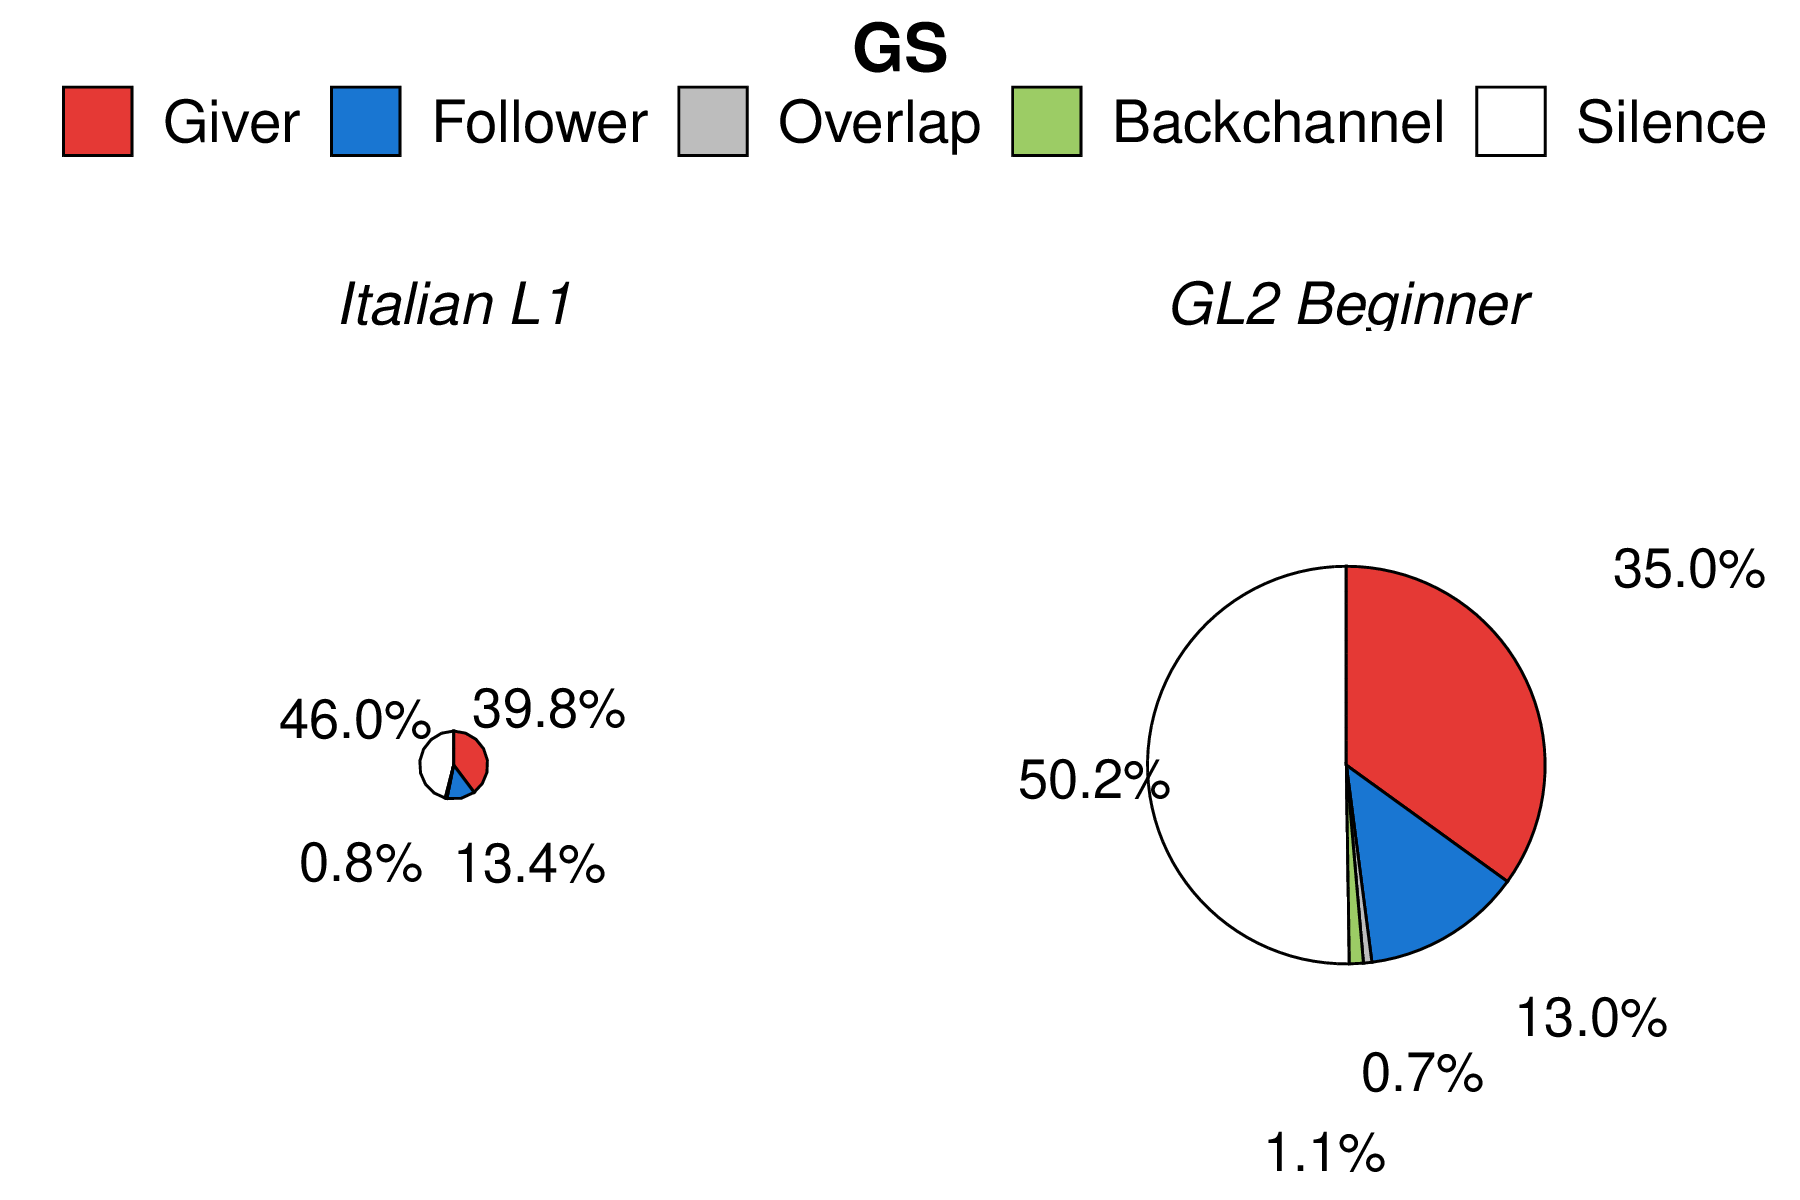 GS
Giver Follower Overlap Backchannel Silence
Italian L1
GL2 Beginner
46.0% 39.8%
0.8% 13.4%
35.0%
50.2%
13.0%
0.7%
1.1%